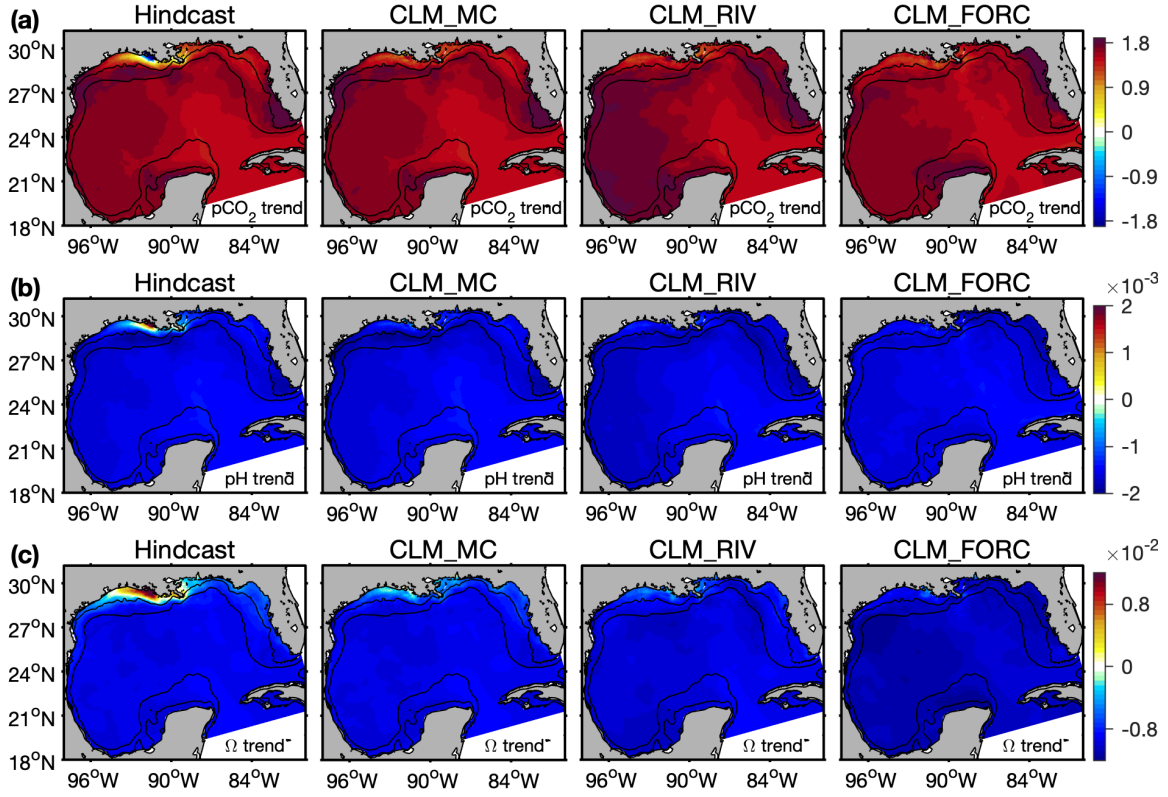 (a) Hindcast CLM_MC CLM_RIV CLM_FORC
30°N 1.8
27°N 0.9
24°N 0
21°N -0.9
18°N pCO₂ trend pCO₂ trend pCO₂ trend pCO₂ trend -1.8
96°W 90°W 84°W 96°W 90°W 84°W 96°W 90°W 84°W 96°W 90°W 84°W
(b) Hindcast CLM_MC CLM_RIV CLM_FORC ×10⁻³
30°N 2
27°N 1
24°N 0
21°N -1
18°N pH trend pH trend pH trend pH trend -2
96°W 90°W 84°W 96°W 90°W 84°W 96°W 90°W 84°W 96°W 90°W 84°W
(c) Hindcast CLM_MC CLM_RIV CLM_FORC ×10⁻²
30°N 0.8
27°N
24°N 0
21°N -0.8
18°N Ω trend Ω trend Ω trend Ω trend
96°W 90°W 84°W 96°W 90°W 84°W 96°W 90°W 84°W 96°W 90°W 84°W